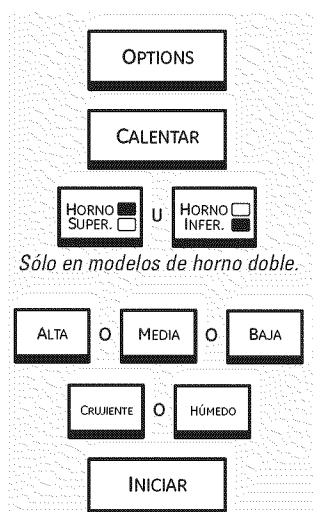 OPTIONS
CALENTAR
HORNO SUPER. U HORNO INFER.
Sólo en modelos de horno doble.
ALTA O MEDIA O BAJA
CRUJIENTE O HÚMEDO
INICIAR